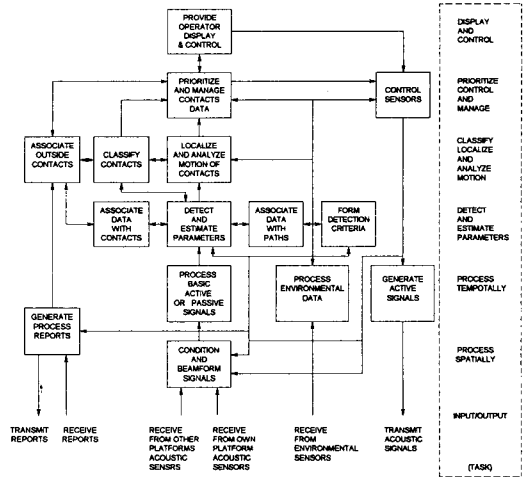 PROVIDE
OPERATOR
DISPLAY
& CONTROL
DISPLAY
AND
CONTROL
PRIORITIZE
AND MANAGE
CONTACTS
DATA
CONTROL
SENSORS
PRIORITIZE
CONTROL
AND
MANAGE
ASSOCIATE
OUTSIDE
CONTACTS
CLASSIFY
CONTACTS
LOCALIZE
AND ANALYZE
MOTION OF
CONTACTS
CLASSIFY
LOCALIZE
AND
ANALYZE
MOTION
ASSOCIATE
DATA WITH
CONTACTS
DETECT
AND ESTIMATE
PARAMETERS
ASSOCIATE
DATA WITH
PATHS
FORM
DETECTION
CRITERIA
DETECT
AND
ESTIMATE
PARAMETERS
PROCESS
BASIC
ACTIVE
OR PASSIVE
SIGNALS
PROCESS
ENVIRONMENTAL
DATA
GENERATE
ACTIVE
SIGNALS
PROCESS
TEMPOTALLY
GENERATE
PROCESS
REPORTS
CONDITION
AND
BEAMFORM
SIGNALS
PROCESS
SPATIALLY
TRANSMIT
REPORTS
RECEIVE
REPORTS
RECEIVE
FROM OTHER
PLATFORMS
ACOUSTIC
SENSRS
RECEIVE
FROM OWN
PLATFORM
ACOUSTIC
SENSORS
RECEIVE
FROM
ENVIRONMENTAL
SENSORS
TRANSMIT
ACOUSTIC
SIGNALS
INPUT/OUTPUT
(TASK)